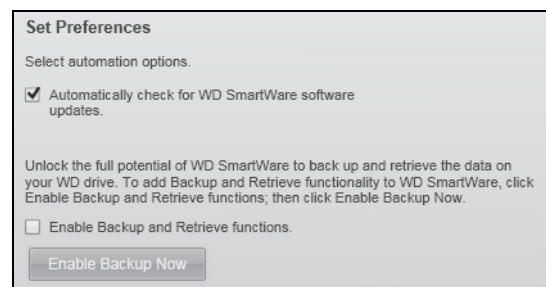 Set Preferences
Select automation options.
Automatically check for WD SmartWare software
updates.
Unlock the full potential of WD SmartWare to back up and retrieve the data on
your WD drive. To add Backup and Retrieve functionality to WD SmartWare, click
Enable Backup and Retrieve functions; then click Enable Backup Now.
Enable Backup and Retrieve functions.
Enable Backup Now